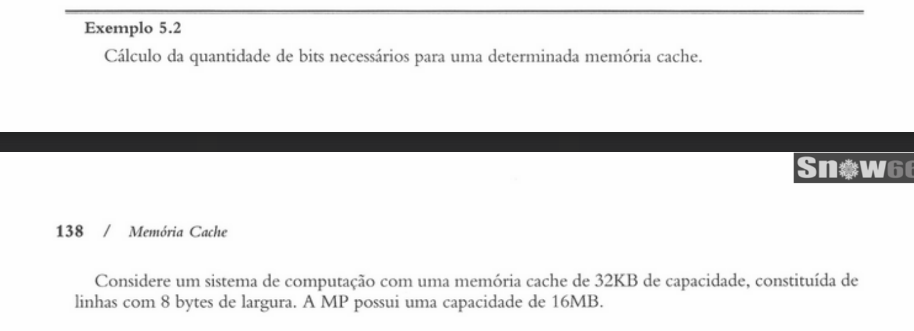 Exemplo 5.2
Cálculo da quantidade de bits necessários para uma determinada memória cache.
Sn❄w66
138 / Memória Cache
Considere um sistema de computação com uma memória cache de 32KB de capacidade, constituída de
linhas com 8 bytes de largura. A MP possui uma capacidade de 16MB.